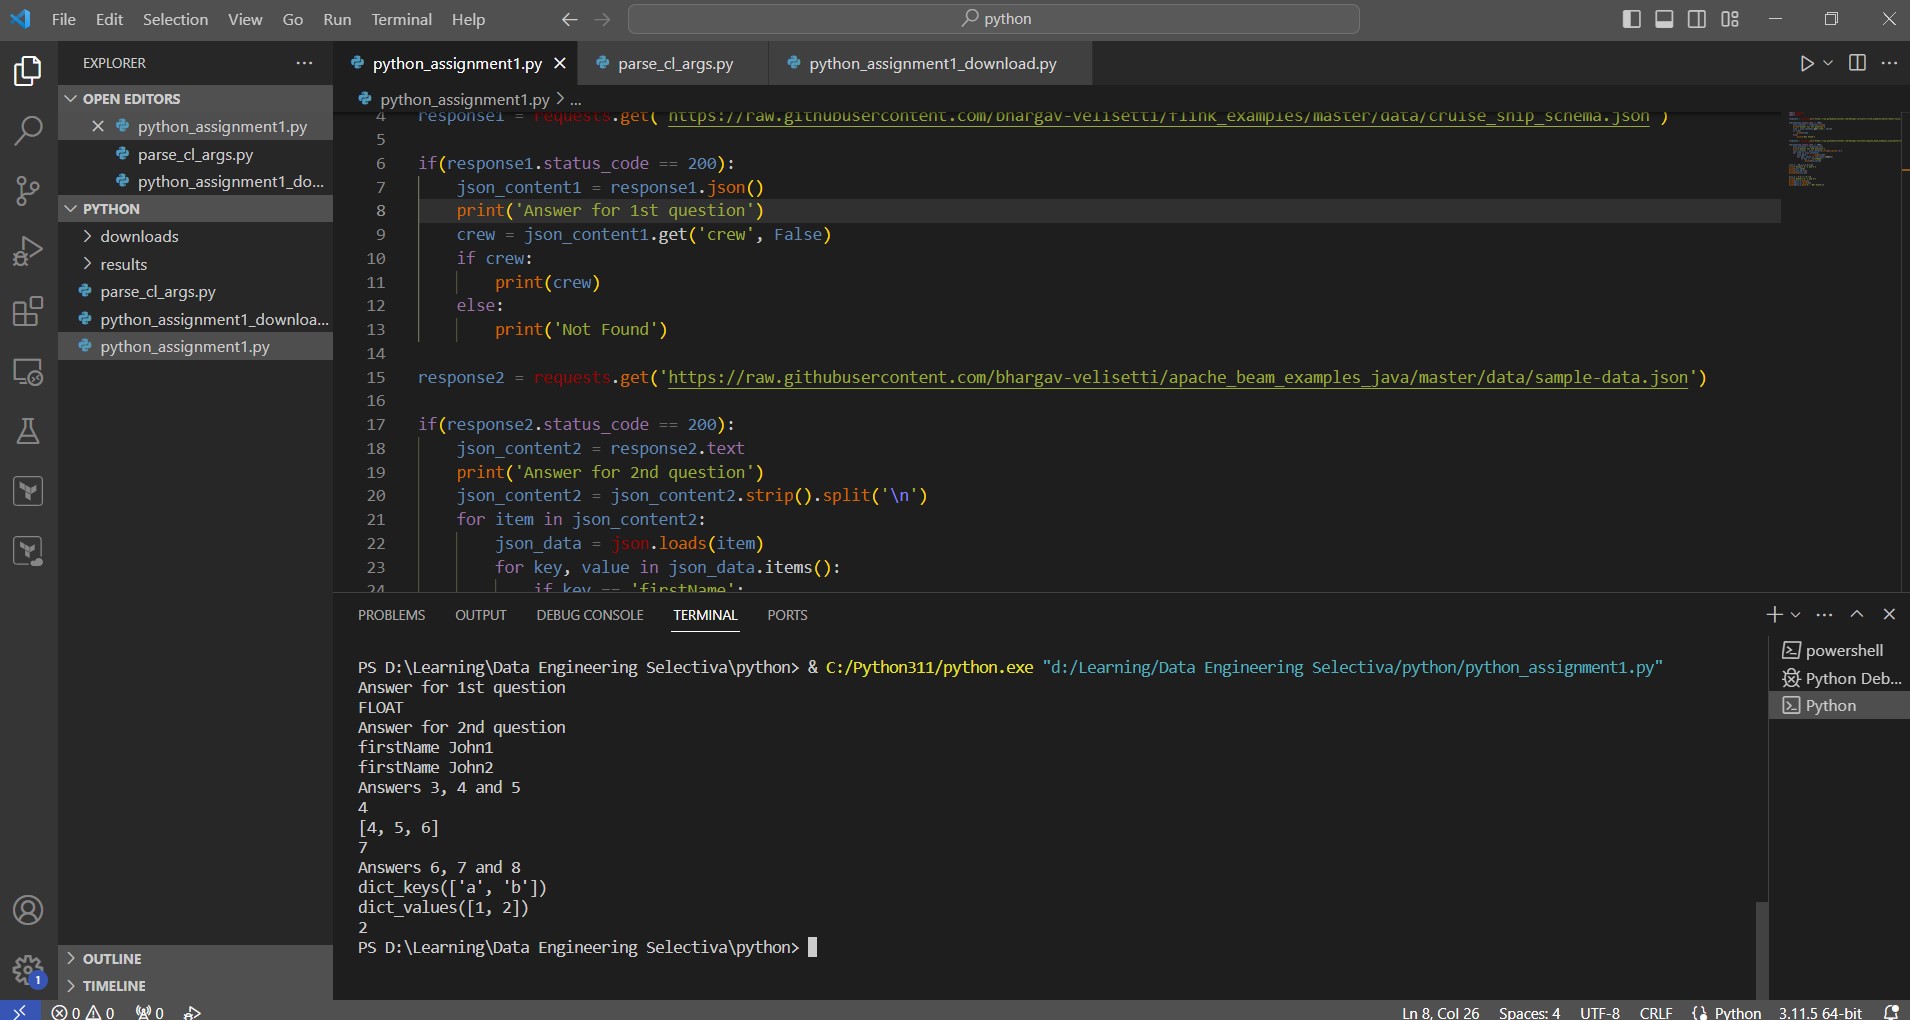 File Edit Selection View Go Run Terminal Help
python
EXPLORER
OPEN EDITORS
python_assignment1.py
parse_cl_args.py
python_assignment1_do...
PYTHON
downloads
results
parse_cl_args.py
python_assignment1_downloa...
python_assignment1.py
OUTLINE
TIMELINE
python_assignment1.py parse_cl_args.py python_assignment1_download.py
python_assignment1.py > ...
4 response1 = requests.get('https://raw.githubusercontent.com/bhargav-velisetti/flink_examples/master/data/cruise_ship_schema.json')
5
6 if(response1.status_code == 200):
7 json_content1 = response1.json()
8 print('Answer for 1st question')
9 crew = json_content1.get('crew', False)
10 if crew:
11 print(crew)
12 else:
13 print('Not Found')
14
15 response2 = requests.get('https://raw.githubusercontent.com/bhargav-velisetti/apache_beam_examples_java/master/data/sample-data.json')
16
17 if(response2.status_code == 200):
18 json_content2 = response2.text
19 print('Answer for 2nd question')
20 json_content2 = json_content2.strip().split('\n')
21 for item in json_content2:
22 json_data = json.loads(item)
23 for key, value in json_data.items():
24 if key == 'firstName':
PROBLEMS OUTPUT DEBUG CONSOLE TERMINAL PORTS
PS D:\Learning\Data Engineering Selectiva\python> & C:/Python311/python.exe "d:/Learning/Data Engineering Selectiva/python/python_assignment1.py"
Answer for 1st question
FLOAT
Answer for 2nd question
firstName John1
firstName John2
Answers 3, 4 and 5
4
[4, 5, 6]
7
Answers 6, 7 and 8
dict_keys(['a', 'b'])
dict_values([1, 2])
2
PS D:\Learning\Data Engineering Selectiva\python>
powershell
Python Deb...
Python
1
0 0 0
Ln 8, Col 26 Spaces: 4 UTF-8 CRLF Python 3.11.5 64-bit